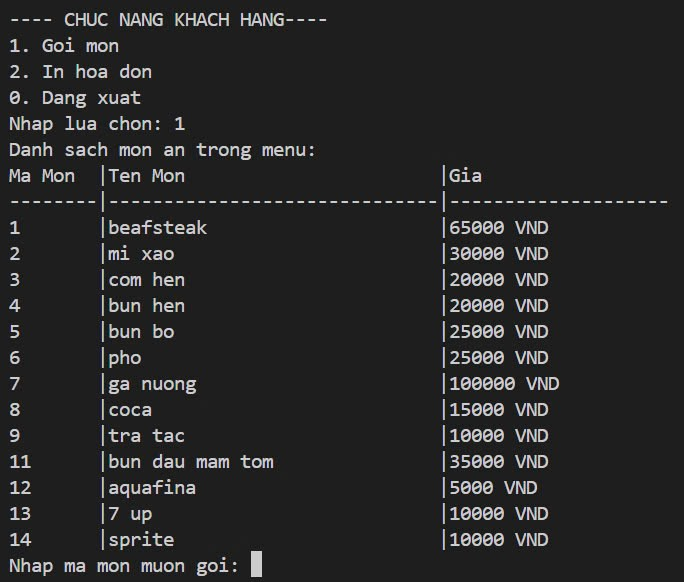 ---- CHUC NANG KHACH HANG----
1. Goi mon
2. In hoa don
0. Dang xuat
Nhap lua chon: 1
Danh sach mon an trong menu:
Ma Mon  |Ten Mon                       |Gia
--------|------------------------------|--------------------
1       |beafsteak                     |65000 VND
2       |mi xao                        |30000 VND
3       |com hen                       |20000 VND
4       |bun hen                       |20000 VND
5       |bun bo                        |25000 VND
6       |pho                           |25000 VND
7       |ga nuong                      |100000 VND
8       |coca                          |15000 VND
9       |tra tac                       |10000 VND
11      |bun dau mam tom               |35000 VND
12      |aquafina                      |5000 VND
13      |7 up                          |10000 VND
14      |sprite                        |10000 VND
Nhap ma mon muon goi: